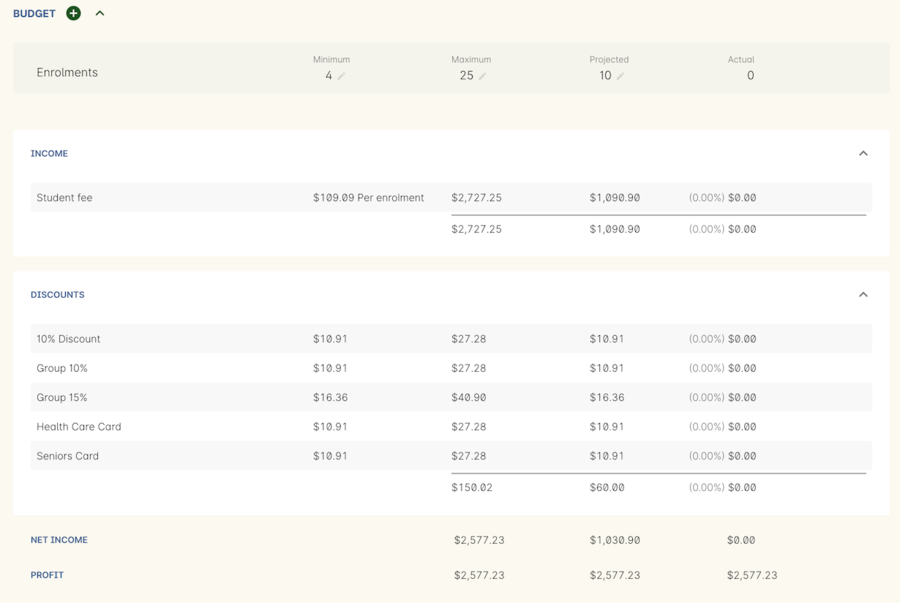 BUDGET
Minimum Maximum Projected Actual
Enrolments 4 25 10 0
INCOME
Student fee $109.09 Per enrolment $2,727.25 $1,090.90 (0.00%) $0.00
$2,727.25 $1,090.90 (0.00%) $0.00
DISCOUNTS
10% Discount $10.91 $27.28 $10.91 (0.00%) $0.00
Group 10% $10.91 $27.28 $10.91 (0.00%) $0.00
Group 15% $16.36 $40.90 $16.36 (0.00%) $0.00
Health Care Card $10.91 $27.28 $10.91 (0.00%) $0.00
Seniors Card $10.91 $27.28 $10.91 (0.00%) $0.00
$150.02 $60.00 (0.00%) $0.00
NET INCOME $2,577.23 $1,030.90 $0.00
PROFIT $2,577.23 $2,577.23 $2,577.23